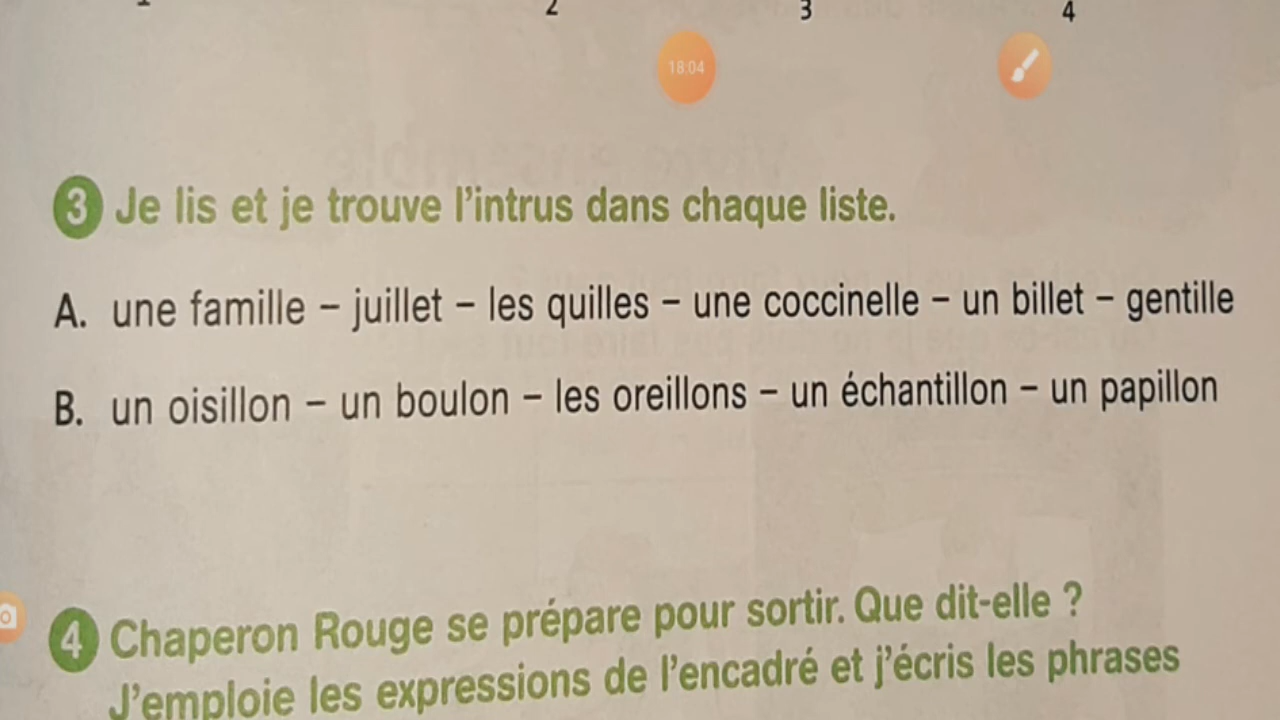 2 3 4
18:04
3 Je lis et je trouve l'intrus dans chaque liste.
A. une famille – juillet – les quilles – une coccinelle – un billet – gentille
B. un oisillon – un boulon – les oreillons – un échantillon – un papillon
4 Chaperon Rouge se prépare pour sortir. Que dit-elle ?
J'emploie les expressions de l'encadré et j'écris les phrases